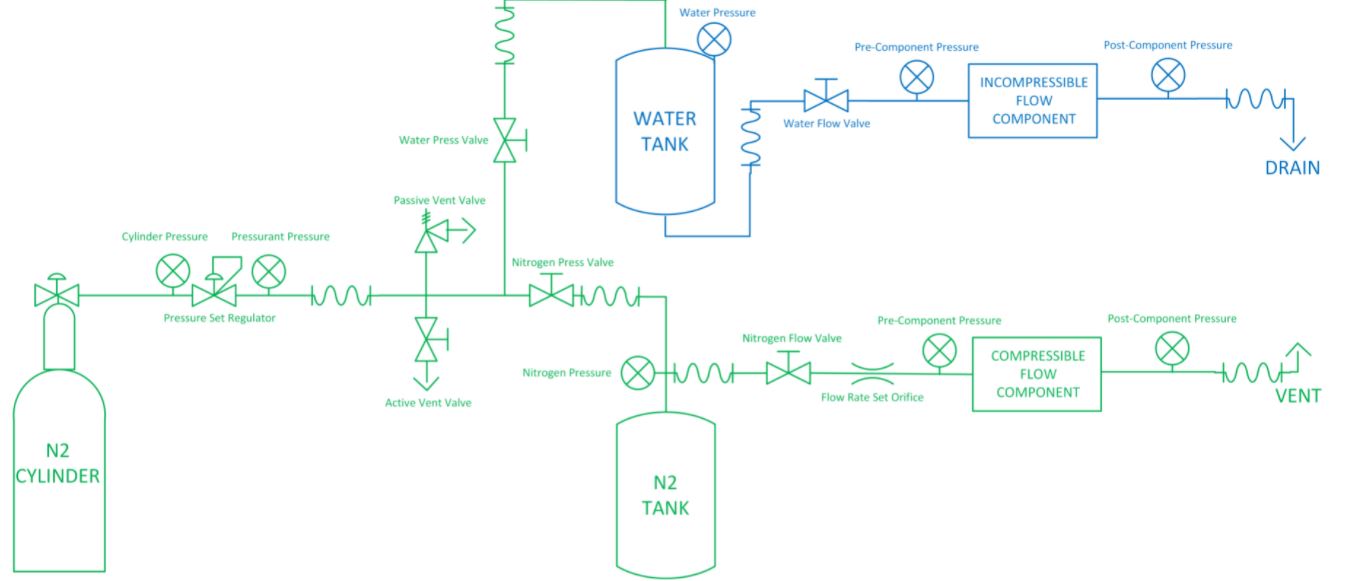 Water Pressure
Pre-Component Pressure
Post-Component Pressure
INCOMPRESSIBLE
FLOW
COMPONENT
WATER
TANK
Water Flow Valve
Water Press Valve
DRAIN
Passive Vent Valve
Cylinder Pressure
Pressurant Pressure
Nitrogen Press Valve
Pressure Set Regulator
Nitrogen Flow Valve
Pre-Component Pressure
Post-Component Pressure
COMPRESSIBLE
FLOW
COMPONENT
Nitrogen Pressure
Flow Rate Set Orifice
VENT
Active Vent Valve
N2
CYLINDER
N2
TANK